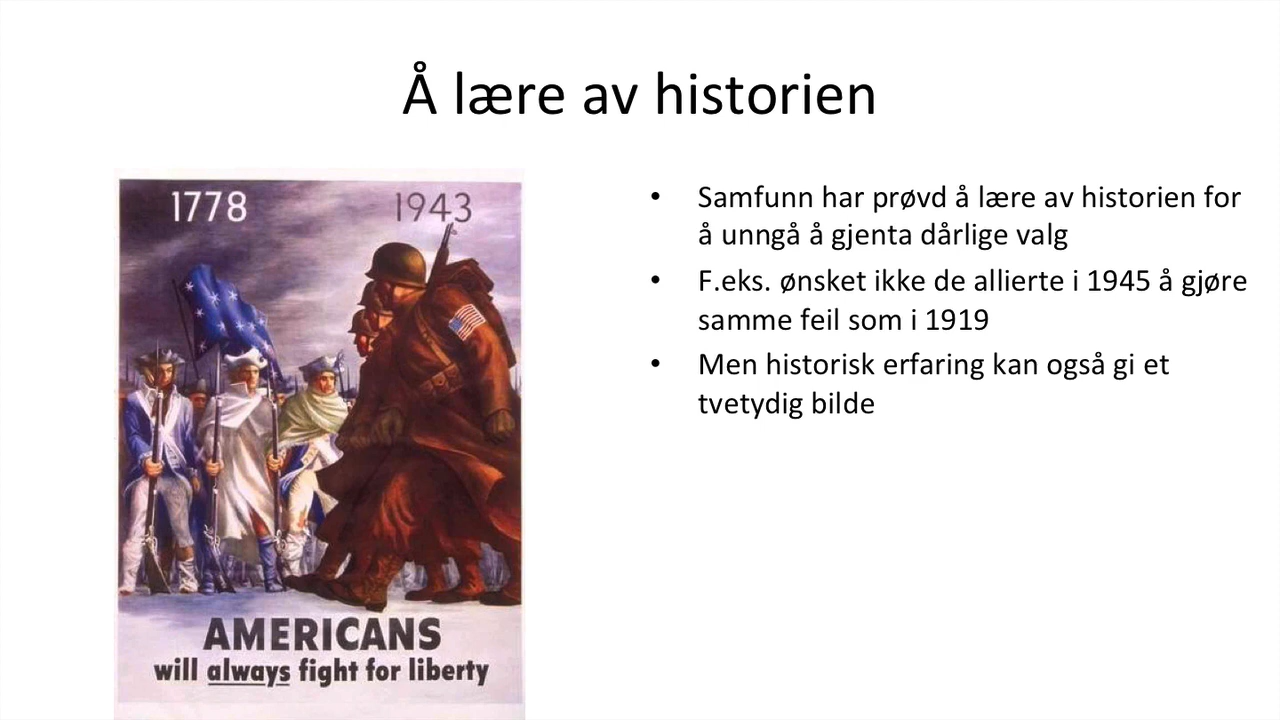 Å lære av historien
1778 1943
AMERICANS
will always fight for liberty
• Samfunn har prøvd å lære av historien for
å unngå å gjenta dårlige valg
• F.eks. ønsket ikke de allierte i 1945 å gjøre
samme feil som i 1919
• Men historisk erfaring kan også gi et
tvetydig bilde